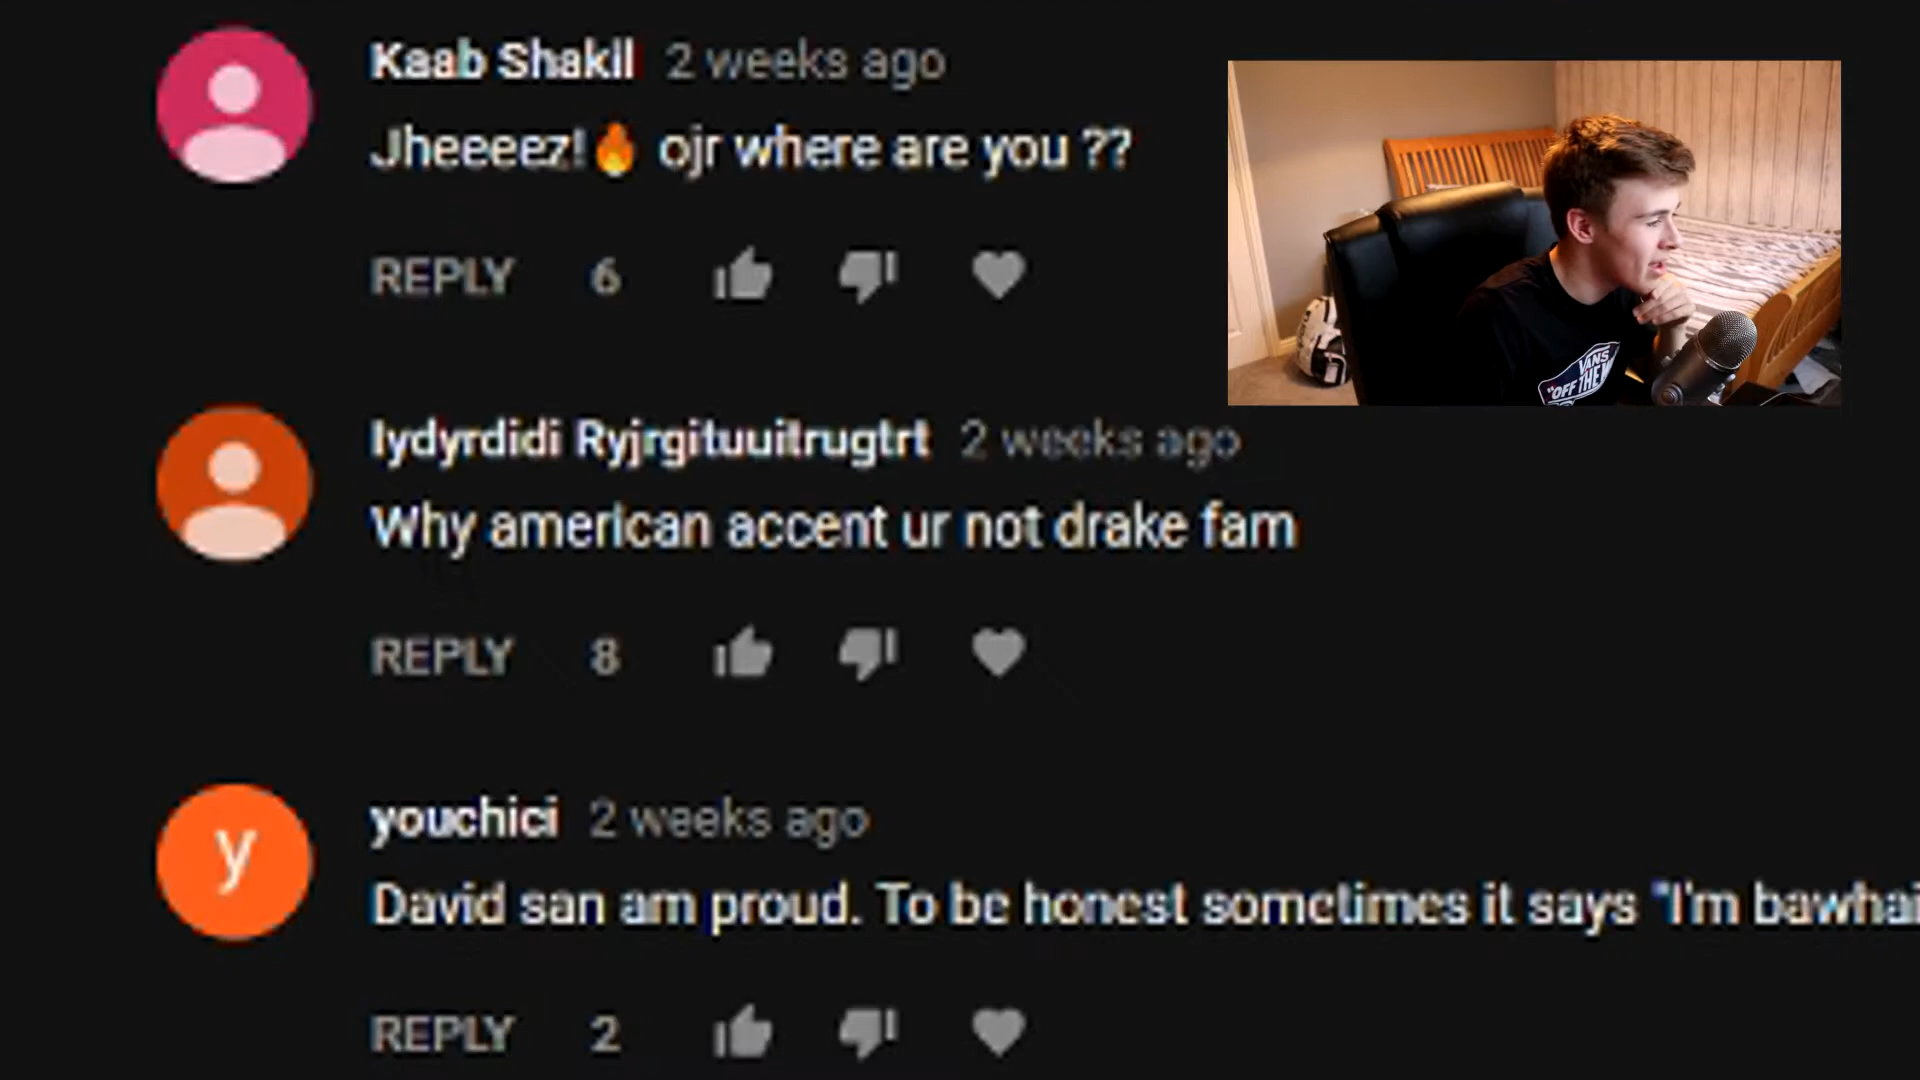 Kaab Shakil 2 weeks ago
Jheeeez!🔥 ojr where are you ??
REPLY 6
VANS
"OFF THE W
Iydyrdidi Ryjrgituuitrugtrt 2 weeks ago
Why american accent ur not drake fam
REPLY 8
y
youchici 2 weeks ago
David san am proud. To be honest sometimes it says "I'm bawhai
REPLY 2